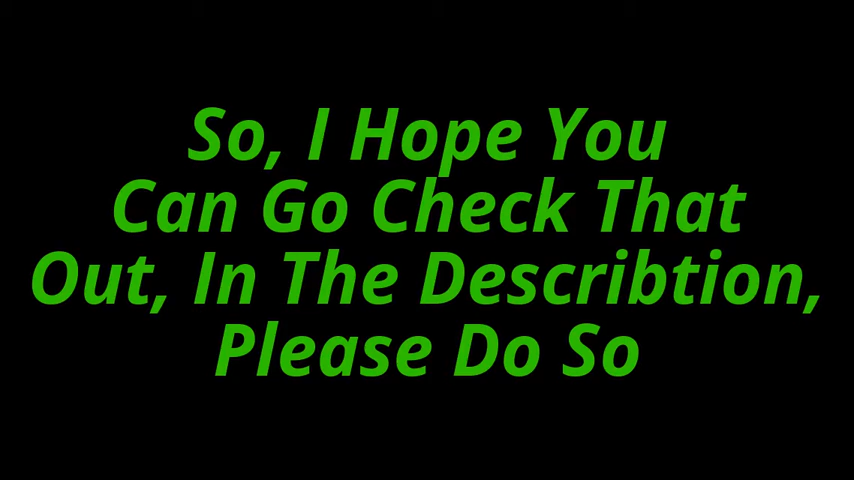 So, I Hope You
Can Go Check That
Out, In The Describtion,
Please Do So